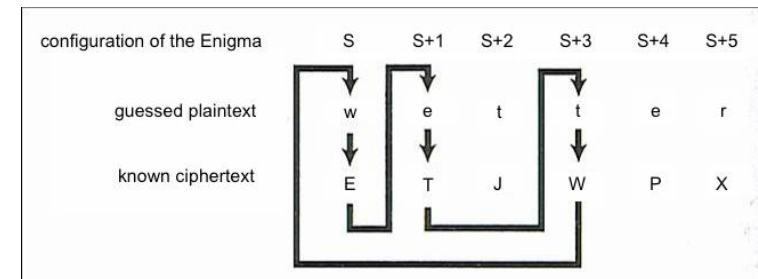 configuration of the Enigma S S+1 S+2 S+3 S+4 S+5
guessed plaintext w e t t e r
known ciphertext E T J W P X